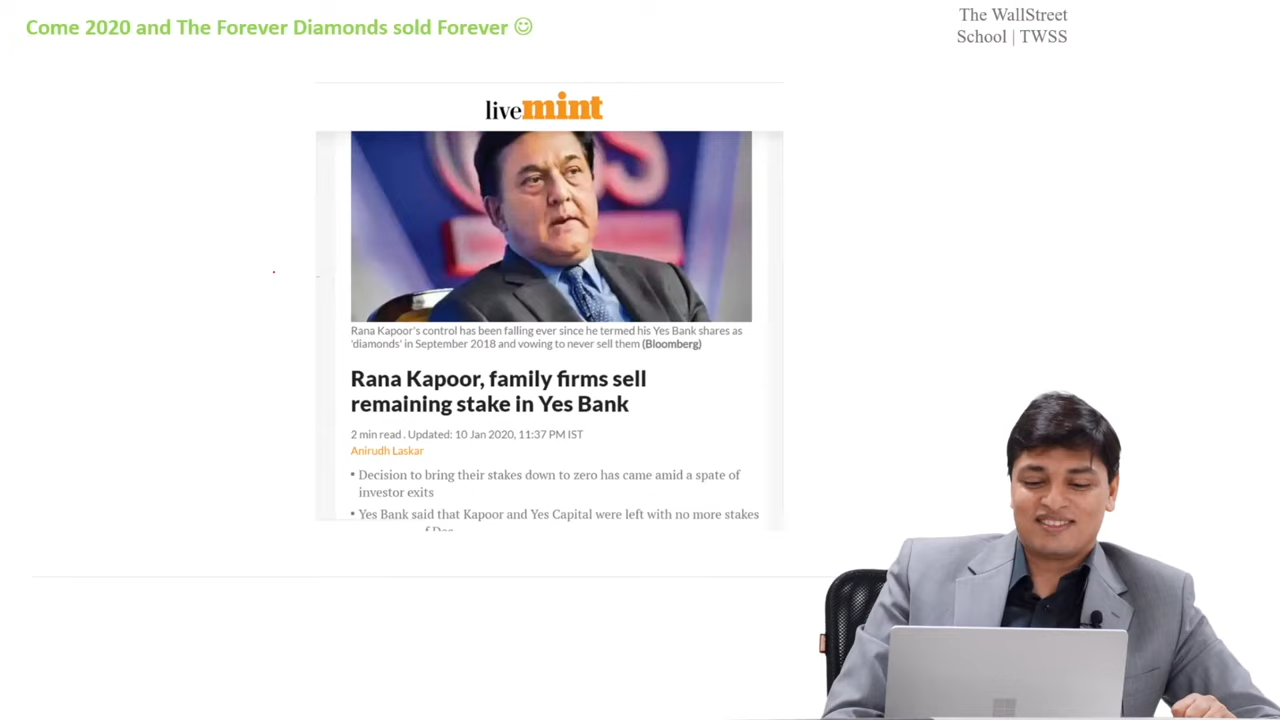 Come 2020 and The Forever Diamonds sold Forever ☺
The WallStreet
School | TWSS
livemint
Rana Kapoor's control has been falling ever since he termed his Yes Bank shares as
'diamonds' in September 2018 and vowing to never sell them (Bloomberg)
Rana Kapoor, family firms sell
remaining stake in Yes Bank
2 min read . Updated: 10 Jan 2020, 11:37 PM IST
Anirudh Laskar
• Decision to bring their stakes down to zero has came amid a spate of
investor exits
• Yes Bank said that Kapoor and Yes Capital were left with no more stakes